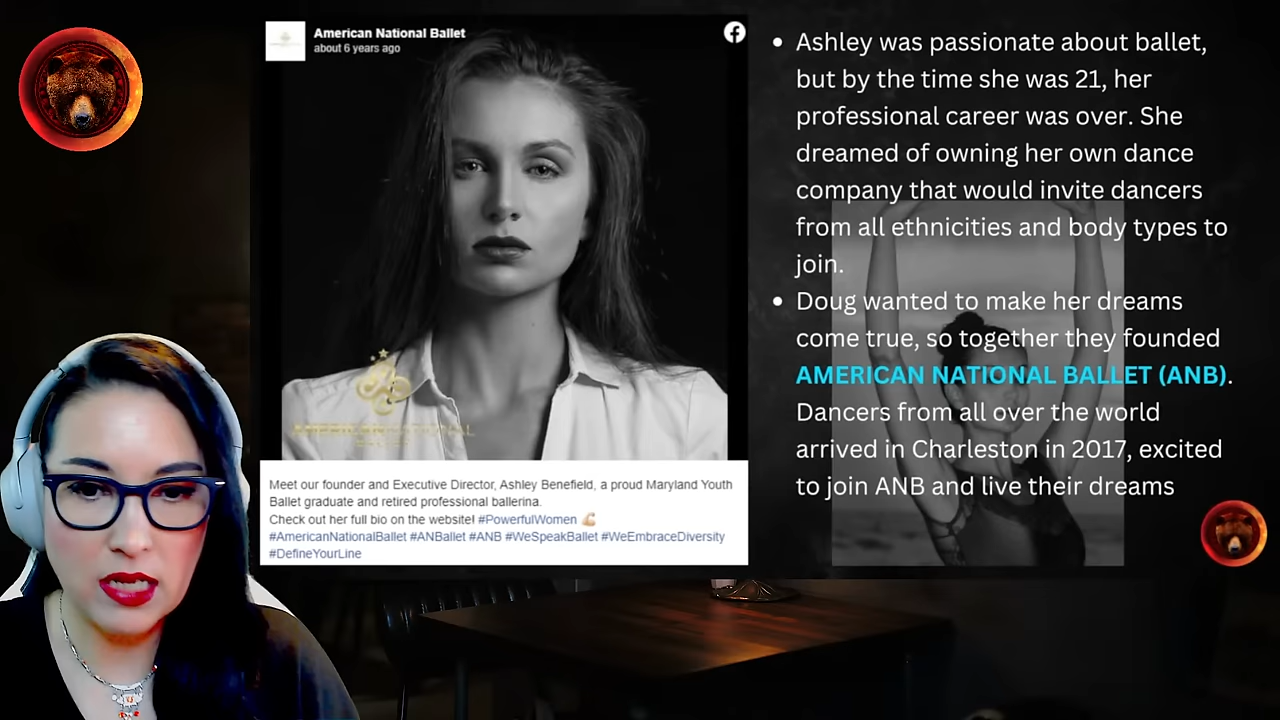 American National Ballet
about 6 years ago
Meet our founder and Executive Director, Ashley Benefield, a proud Maryland Youth
Ballet graduate and retired professional ballerina.
Check out her full bio on the website! #PowerfulWomen 💪🏼
#AmericanNationalBallet #ANBallet #ANB #WeSpeakBallet #WeEmbraceDiversity
#DefineYourLine
• Ashley was passionate about ballet,
but by the time she was 21, her
professional career was over. She
dreamed of owning her own dance
company that would invite dancers
from all ethnicities and body types to
join.
• Doug wanted to make her dreams
come true, so together they founded
AMERICAN NATIONAL BALLET (ANB).
Dancers from all over the world
arrived in Charleston in 2017, excited
to join ANB and live their dreams